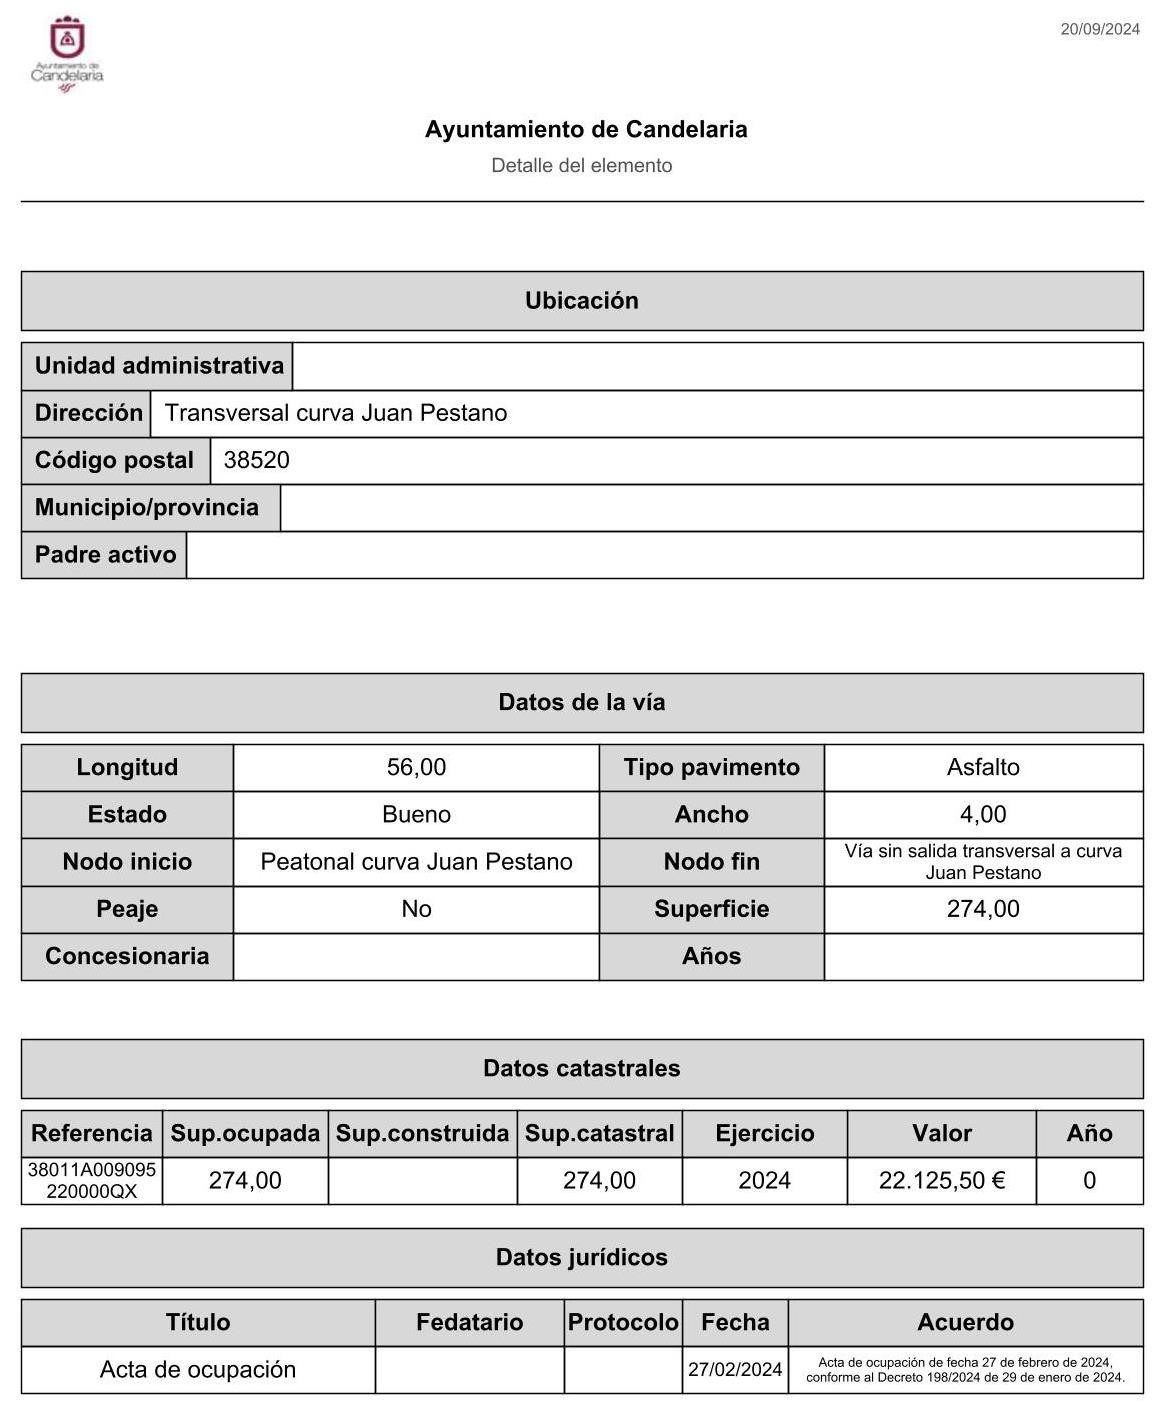 20/09/2024
Ayuntamiento de
Candelaria
Ayuntamiento de Candelaria
Detalle del elemento
Ubicación
Unidad administrativa
Dirección Transversal curva Juan Pestano
Código postal 38520
Municipio/provincia
Padre activo
Datos de la vía
Longitud 56,00 Tipo pavimento Asfalto
Estado Bueno Ancho 4,00
Nodo inicio Peatonal curva Juan Pestano Nodo fin Vía sin salida transversal a curva
Juan Pestano
Peaje No Superficie 274,00
Concesionaria Años
Datos catastrales
Referencia Sup.ocupada Sup.construida Sup.catastral Ejercicio Valor Año
38011A009095
220000QX 274,00 274,00 2024 22.125,50 € 0
Datos jurídicos
Título Fedatario Protocolo Fecha Acuerdo
Acta de ocupación 27/02/2024 Acta de ocupación de fecha 27 de febrero de 2024,
conforme al Decreto 198/2024 de 29 de enero de 2024.